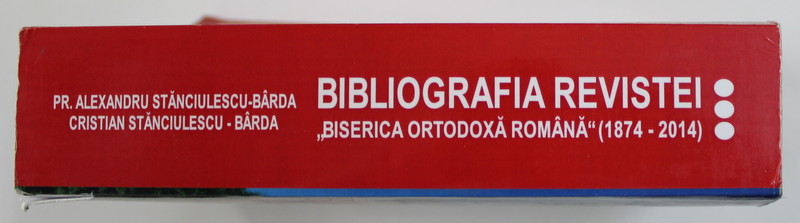 PR. ALEXANDRU STĂNCIULESCU-BÂRDA
CRISTIAN STĂNCIULESCU - BÂRDA
BIBLIOGRAFIA REVISTEI
„BISERICA ORTODOXĂ ROMÂNĂ“ (1874 - 2014)